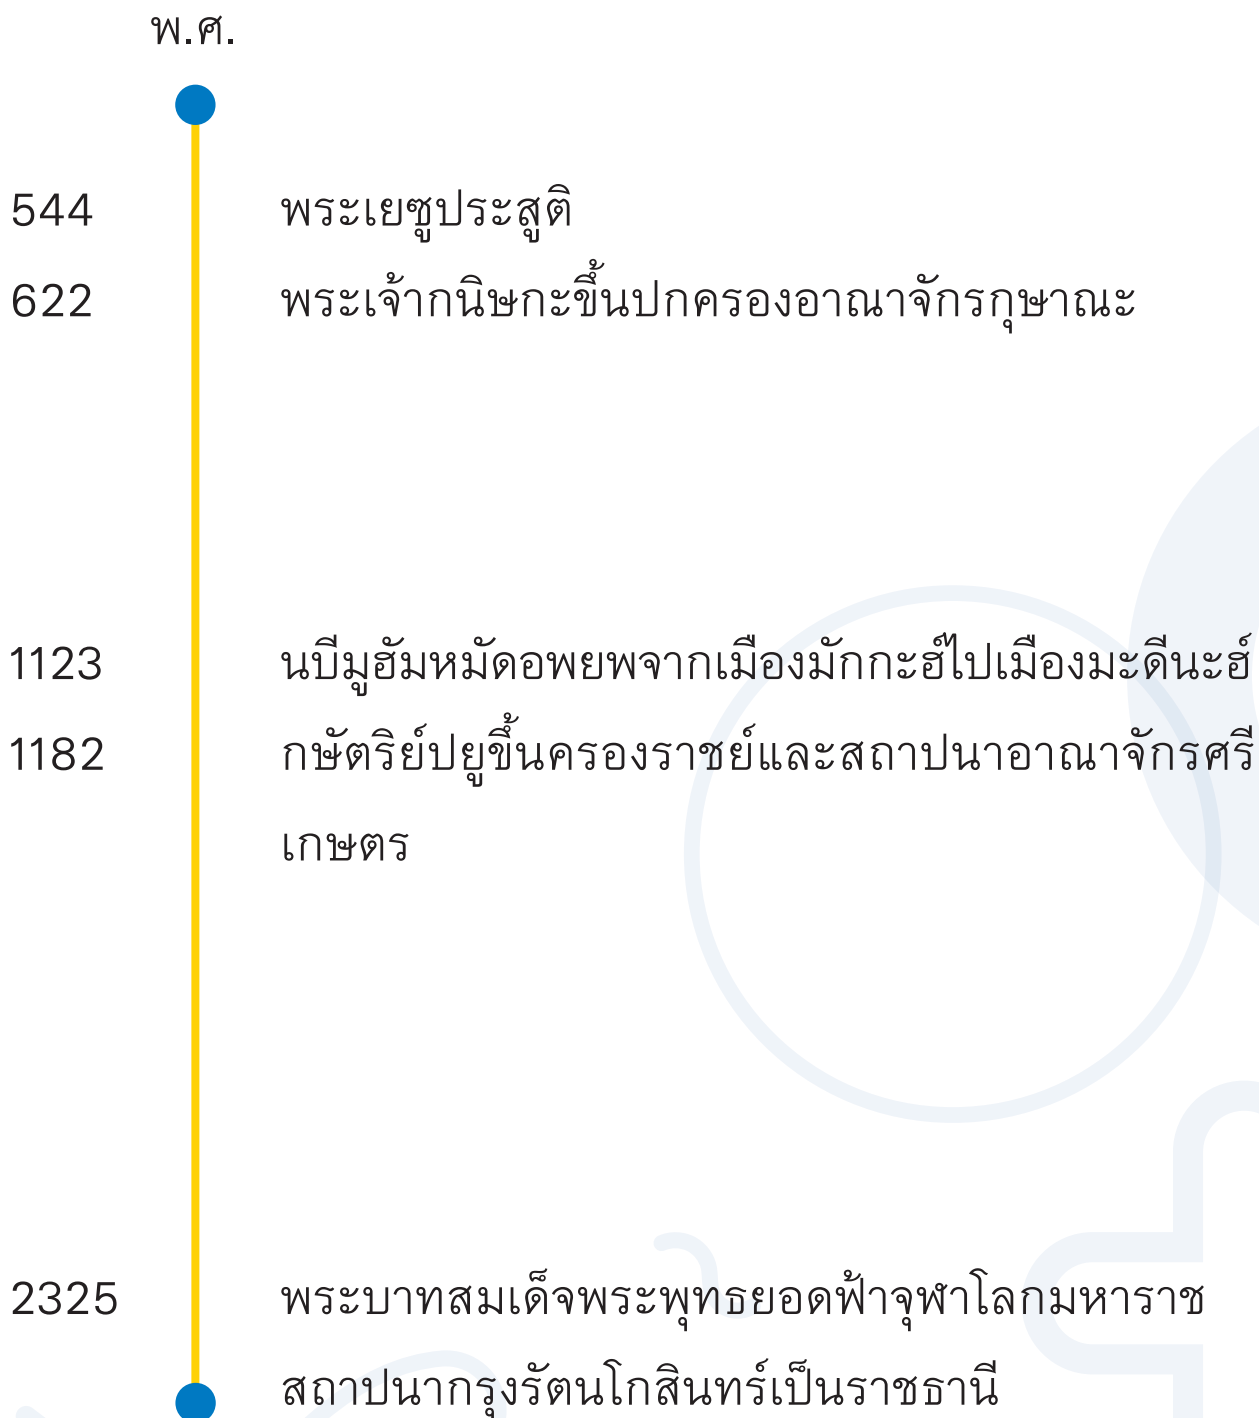 พ.ศ.
544 พระเยซูประสูติ
622 พระเจ้ากนิษกะขึ้นปกครองอาณาจักรกุษาณะ
1123 นบีมูฮัมหมัดอพยพจากเมืองมักกะฮ์ไปเมืองมะดีนะฮ์
1182 กษัตริย์ปยูขึ้นครองราชย์และสถาปนาอาณาจักรศรี
เกษตร
2325 พระบาทสมเด็จพระพุทธยอดฟ้าจุฬาโลกมหาราช
สถาปนากรุงรัตนโกสินทร์เป็นราชธานี